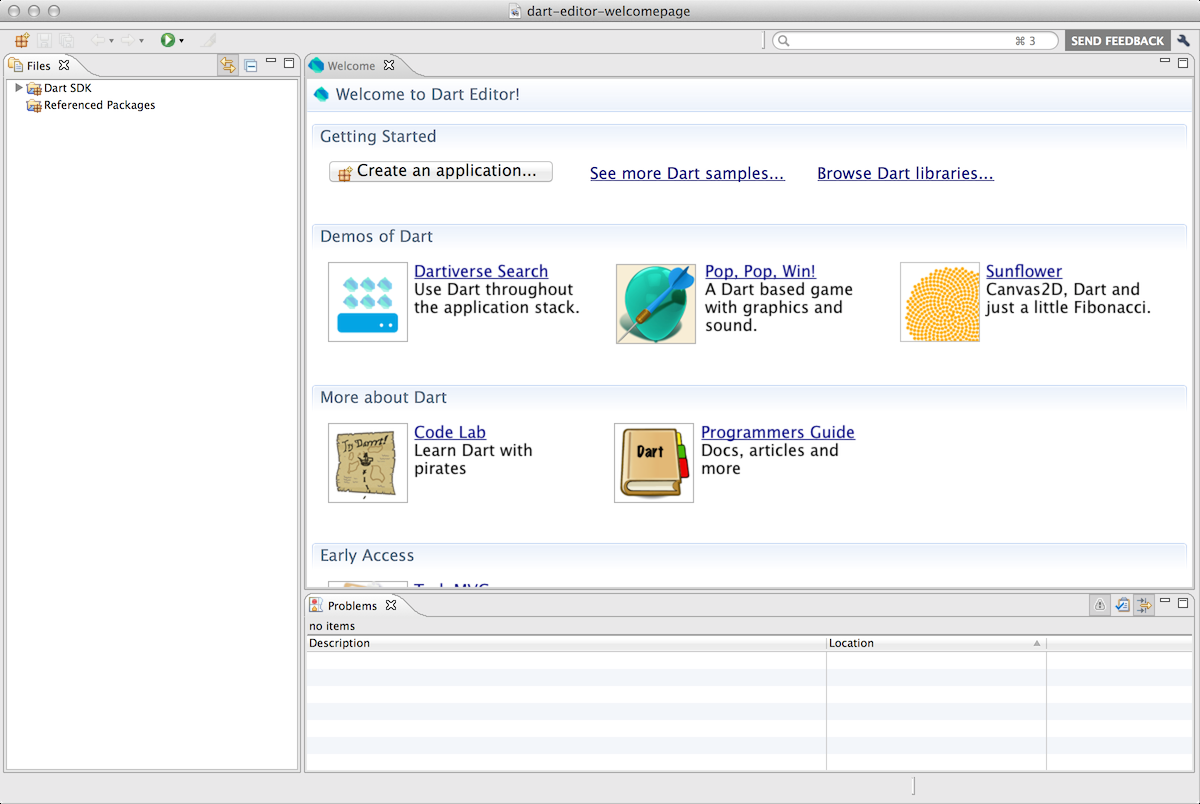 dart-editor-welcomepage
⌘ 3
SEND FEEDBACK
Files
Dart SDK
Referenced Packages
Welcome
Welcome to Dart Editor!
Getting Started
Create an application...
See more Dart samples...
Browse Dart libraries...
Demos of Dart
Dartiverse Search
Use Dart throughout
the application stack.
Pop, Pop, Win!
A Dart based game
with graphics and
sound.
Sunflower
Canvas2D, Dart and
just a little Fibonacci.
More about Dart
Code Lab
Learn Dart with
pirates
Dart
Programmers Guide
Docs, articles and
more
Early Access
Problems
no items
Description
Location